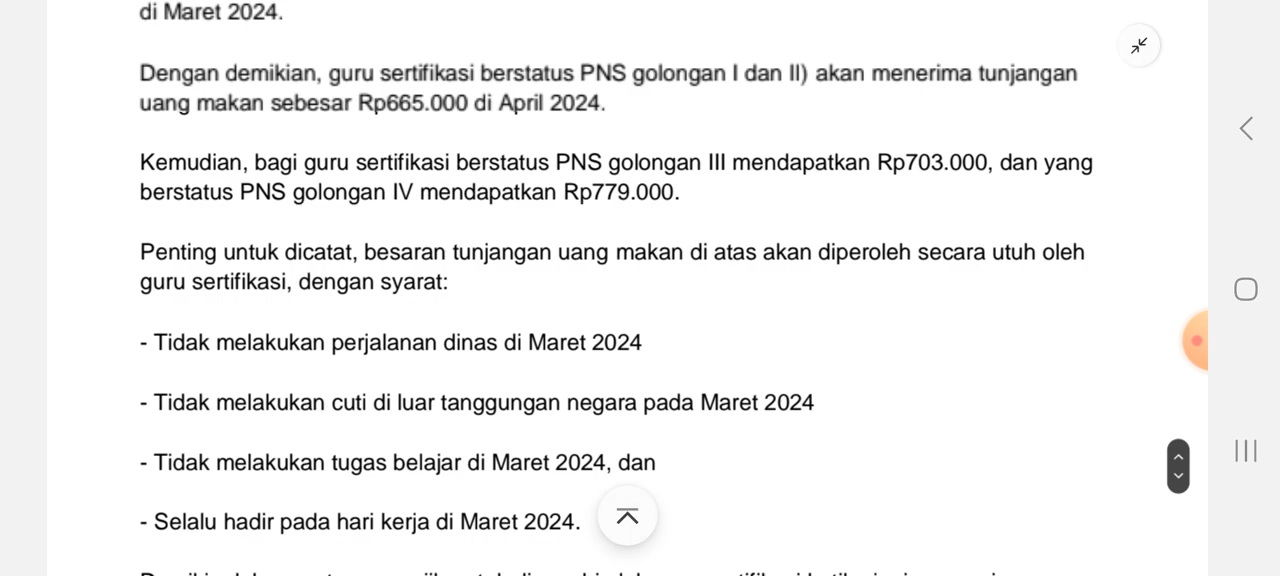 di Maret 2024.
Dengan demikian, guru sertifikasi berstatus PNS golongan I dan II) akan menerima tunjangan
uang makan sebesar Rp665.000 di April 2024.
Kemudian, bagi guru sertifikasi berstatus PNS golongan III mendapatkan Rp703.000, dan yang
berstatus PNS golongan IV mendapatkan Rp779.000.
Penting untuk dicatat, besaran tunjangan uang makan di atas akan diperoleh secara utuh oleh
guru sertifikasi, dengan syarat:
- Tidak melakukan perjalanan dinas di Maret 2024
- Tidak melakukan cuti di luar tanggungan negara pada Maret 2024
- Tidak melakukan tugas belajar di Maret 2024, dan
- Selalu hadir pada hari kerja di Maret 2024.